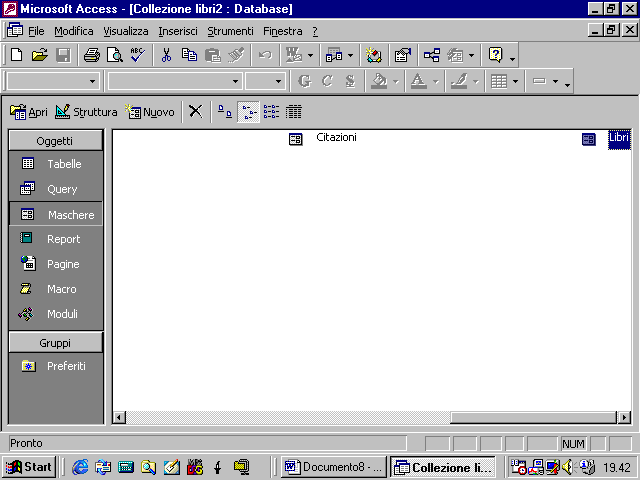 Microsoft Access - [Collezione libri2 : Database]
File Modifica Visualizza Inserisci Strumenti Finestra ?
G C S
Apri Struttura Nuovo
Oggetti
Citazioni
Libri
Tabelle
Query
Maschere
Report
Pagine
Macro
Moduli
Gruppi
Preferiti
Pronto
NUM
Start
Documento8 - ...
Collezione li...
19.42